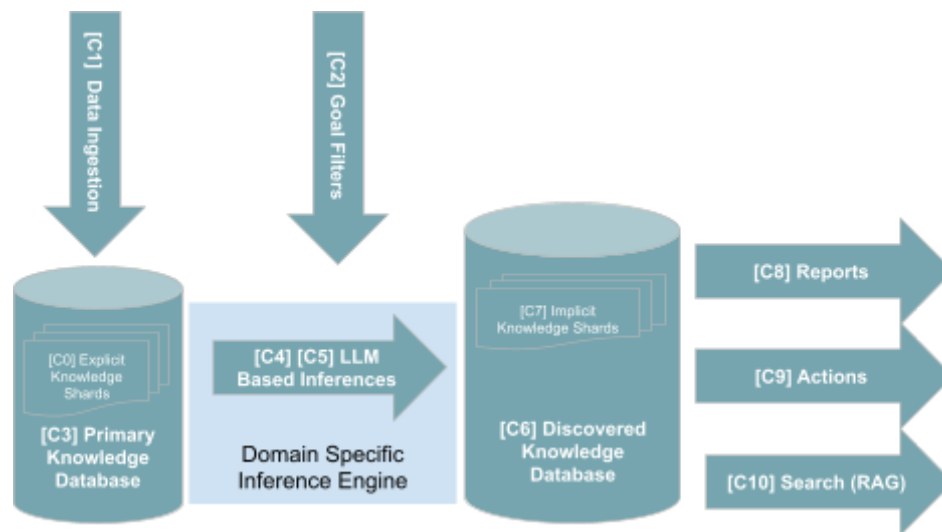 [C1]  Data Ingestion
[C2] Goal Filters
[C0] Explicit
Knowledge
Shards
[C3] Primary
Knowledge
Database
[C4] [C5] LLM
Based Inferences
Domain Specific
Inference Engine
[C7] Implicit
Knowledge Shards
[C6] Discovered
Knowledge
Database
[C8] Reports
[C9] Actions
[C10] Search (RAG)